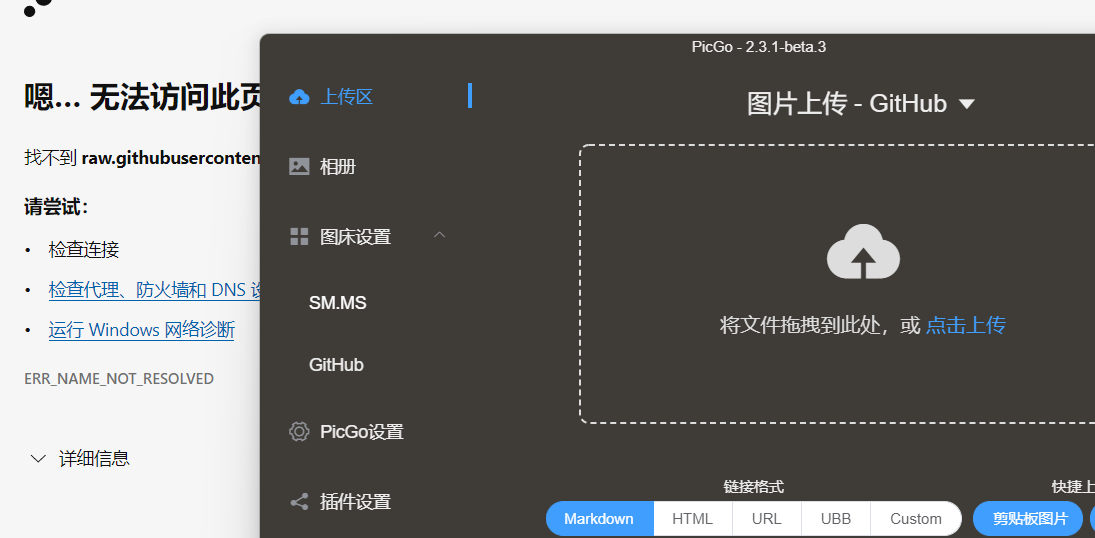 嗯… 无法访问此页
找不到 raw.githubuserconten
请尝试：
• 检查连接
• 检查代理、防火墙和 DNS 设
• 运行 Windows 网络诊断
ERR_NAME_NOT_RESOLVED
详细信息
PicGo - 2.3.1-beta.3
上传区
相册
图床设置
SM.MS
GitHub
PicGo设置
插件设置
图片上传 - GitHub
将文件拖拽到此处，或 点击上传
链接格式
快捷上
Markdown HTML URL UBB Custom
剪贴板图片